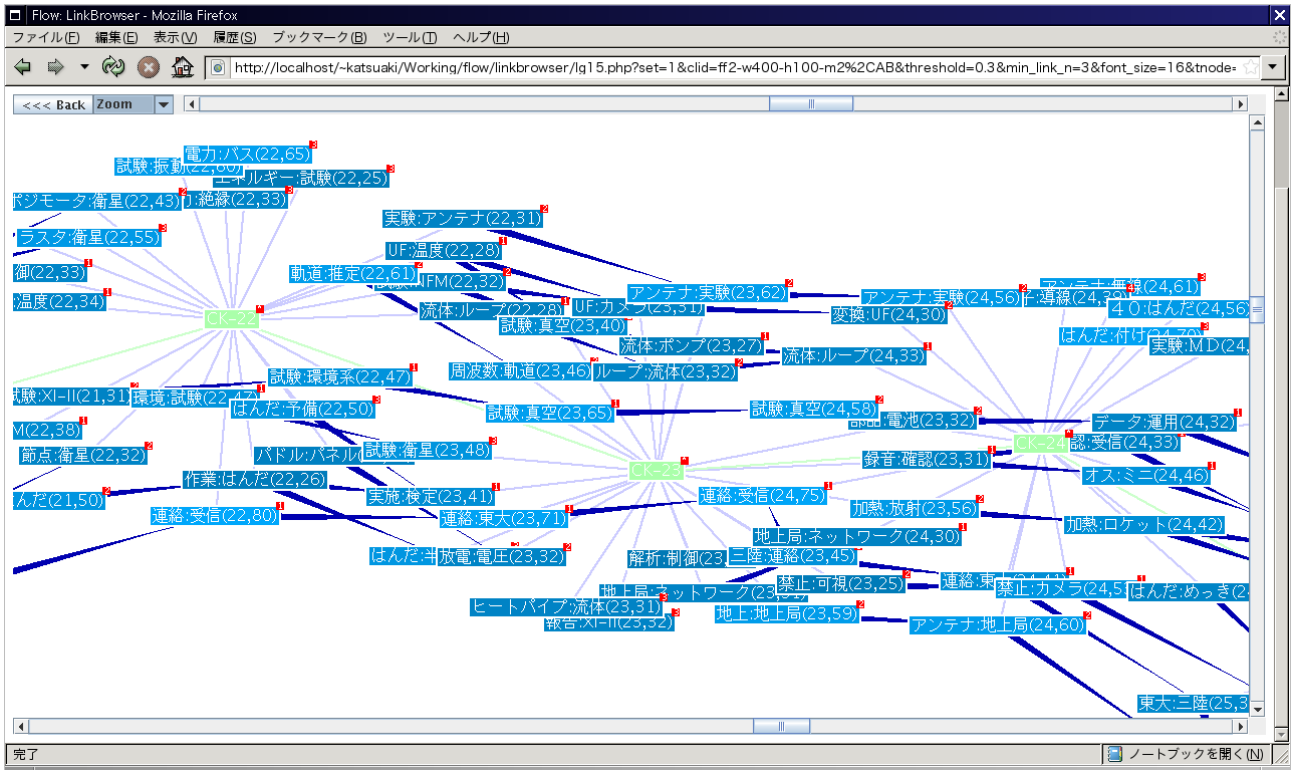 Flow: LinkBrowser - Mozilla Firefox
ファイル(F) 編集(E) 表示(V) 履歴(S) ブックマーク(B) ツール(T) ヘルプ(H)
http://localhost/~katsuaki/Working/flow/linkbrowser/lg15.php?set=1&clid=ff2-w400-h100-m2%2CAB&threshold=0.3&min_link_n=3&font_size=16&tnode=
<<< Back Zoom
電力:バス(22,65)
試験:振動(22,60)
エネルギー:試験(22,25)
ポジモータ:衛星(22,43)
力:絶縁(22,33)
実験:アンテナ(22,31)
ラスタ:衛星(22,55)
UF:温度(22,28)
御(22,33)
軌道:推定(22,61)
NFM(22,32)
アンテナ:無線(24,61)
:温度(22,34)
アンテナ:実験(23,62)
アンテナ:実験(24,56)
子:導線(24,39)
流体:ループ(22,28)
UF:カメラ(23,31)
変換:UF(24,30)
40:はんだ(24,56)
CK-22
試験:真空(23,40)
はんだ:付け(24,70)
流体:ポンプ(23,27)
実験:MD(24,
流体:ループ(24,33)
周波数:軌道(23,46)
ループ:流体(23,32)
試験:環境系(22,47)
試験:XI-II(21,31)
環境:試験(22,47)
はんだ:予備(22,50)
試験:真空(23,65)
試験:真空(24,58)
部品:電池(23,32)
データ:運用(24,32)
M(22,38)
CK-24
認:受信(24,33)
節点:衛星(22,32)
パドル:パネル(
試験:衛星(23,48)
録音:確認(23,31)
CK-23
オス:ミニ(24,46)
作業:はんだ(22,26)
んだ(21,50)
実施:検定(23,41)
連絡:受信(24,75)
加熱:放射(23,56)
連絡:受信(22,80)
連絡:東大(23,71)
加熱:ロケット(24,42)
地上局:ネットワーク(24,30)
はんだ:半
放電:電圧(23,32)
解析:制御(23,
三陸:連絡(23,45)
禁止:可視(23,25)
連絡:東大(24,41)
禁止:カメラ(24,5
はんだ:めっき(2
地上局:ネットワーク(23,31)
ヒートパイプ:流体(23,31)
地上:地上局(23,59)
報告:XI-II(23,32)
アンテナ:地上局(24,60)
東大:三陸(25,3
完了
ノートブックを開く(N)